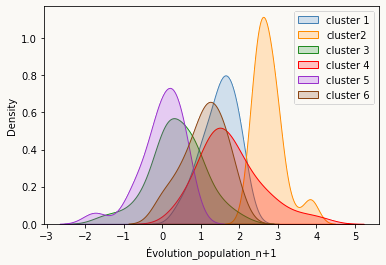 cluster 1
cluster2
cluster 3
cluster 4
cluster 5
cluster 6
1.0
0.8
0.6
0.4
0.2
0.0
Density
−3 −2 −1 0 1 2 3 4 5
Évolution_population_n+1